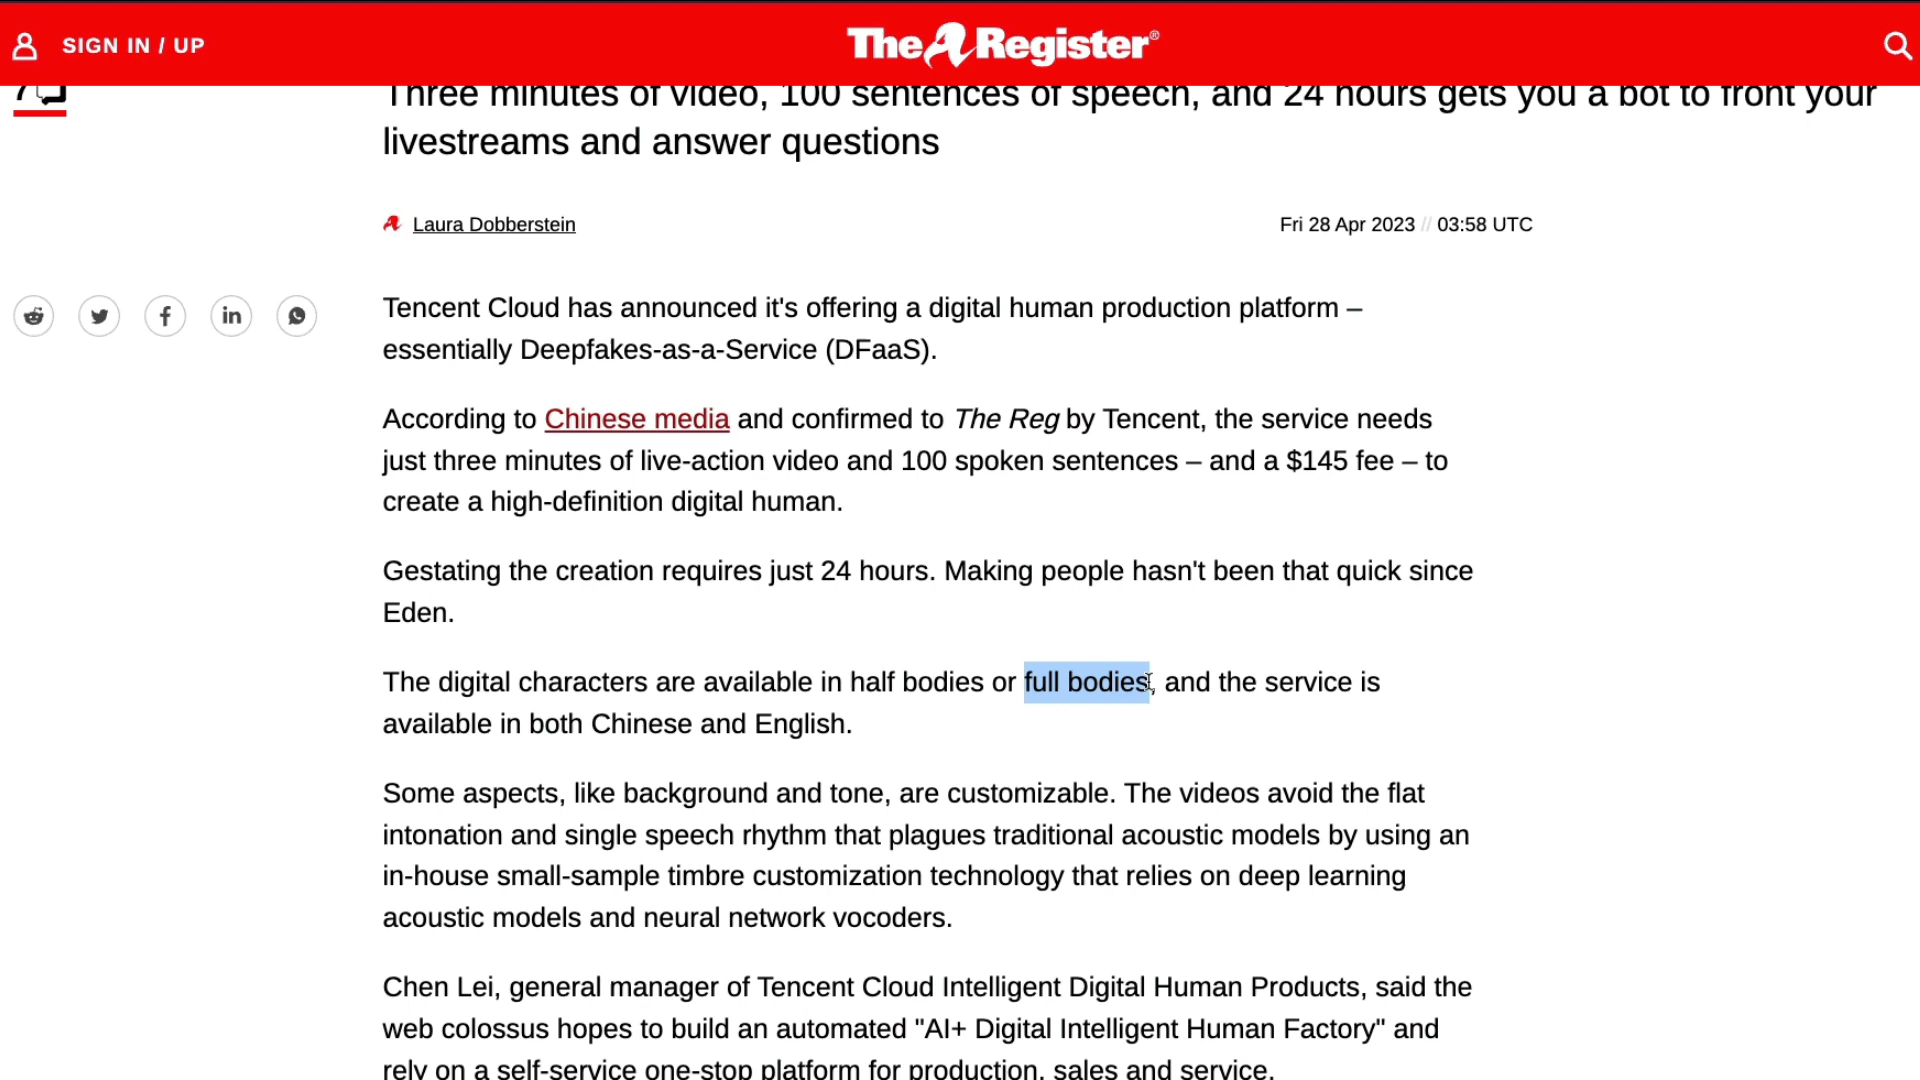 SIGN IN / UP
The Register®
Three minutes of video, 100 sentences of speech, and 24 hours gets you a bot to front your
livestreams and answer questions
Laura Dobberstein
Fri 28 Apr 2023 // 03:58 UTC
Tencent Cloud has announced it's offering a digital human production platform –
essentially Deepfakes-as-a-Service (DFaaS).
According to Chinese media and confirmed to The Reg by Tencent, the service needs
just three minutes of live-action video and 100 spoken sentences – and a $145 fee – to
create a high-definition digital human.
Gestating the creation requires just 24 hours. Making people hasn't been that quick since
Eden.
The digital characters are available in half bodies or full bodies, and the service is
available in both Chinese and English.
Some aspects, like background and tone, are customizable. The videos avoid the flat
intonation and single speech rhythm that plagues traditional acoustic models by using an
in-house small-sample timbre customization technology that relies on deep learning
acoustic models and neural network vocoders.
Chen Lei, general manager of Tencent Cloud Intelligent Digital Human Products, said the
web colossus hopes to build an automated "AI+ Digital Intelligent Human Factory" and
rely on a self-service one-stop platform for production, sales and service.